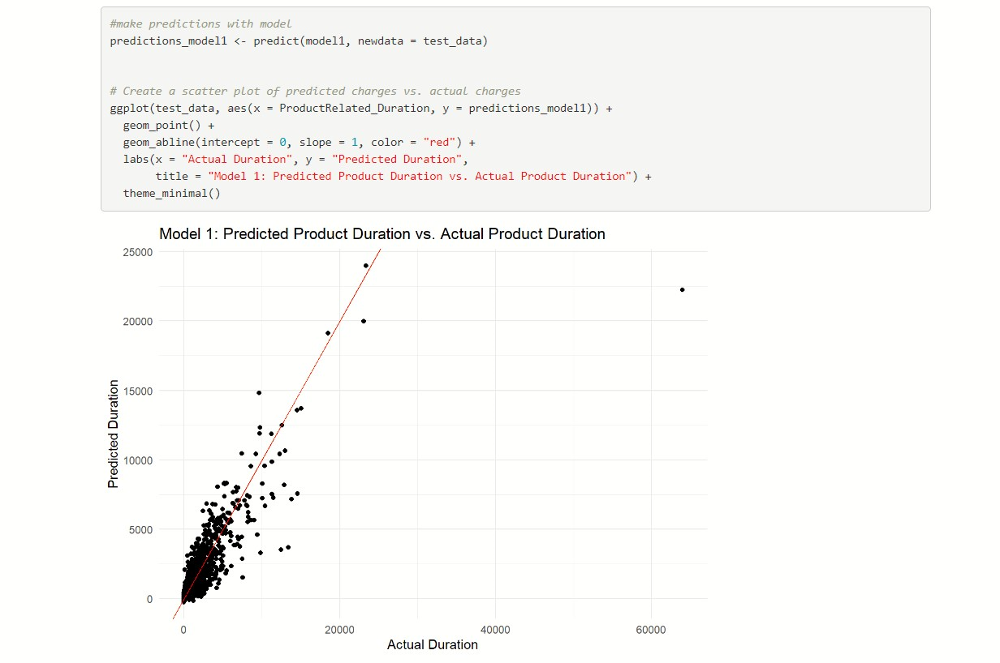 #make predictions with model
predictions_model1 <- predict(model1, newdata = test_data)
# Create a scatter plot of predicted charges vs. actual charges
ggplot(test_data, aes(x = ProductRelated_Duration, y = predictions_model1)) +
  geom_point() +
  geom_abline(intercept = 0, slope = 1, color = "red") +
  labs(x = "Actual Duration", y = "Predicted Duration",
       title = "Model 1: Predicted Product Duration vs. Actual Product Duration") +
  theme_minimal()
Model 1: Predicted Product Duration vs. Actual Product Duration
25000
20000
15000
10000
5000
0
Predicted Duration
0 20000 40000 60000
Actual Duration